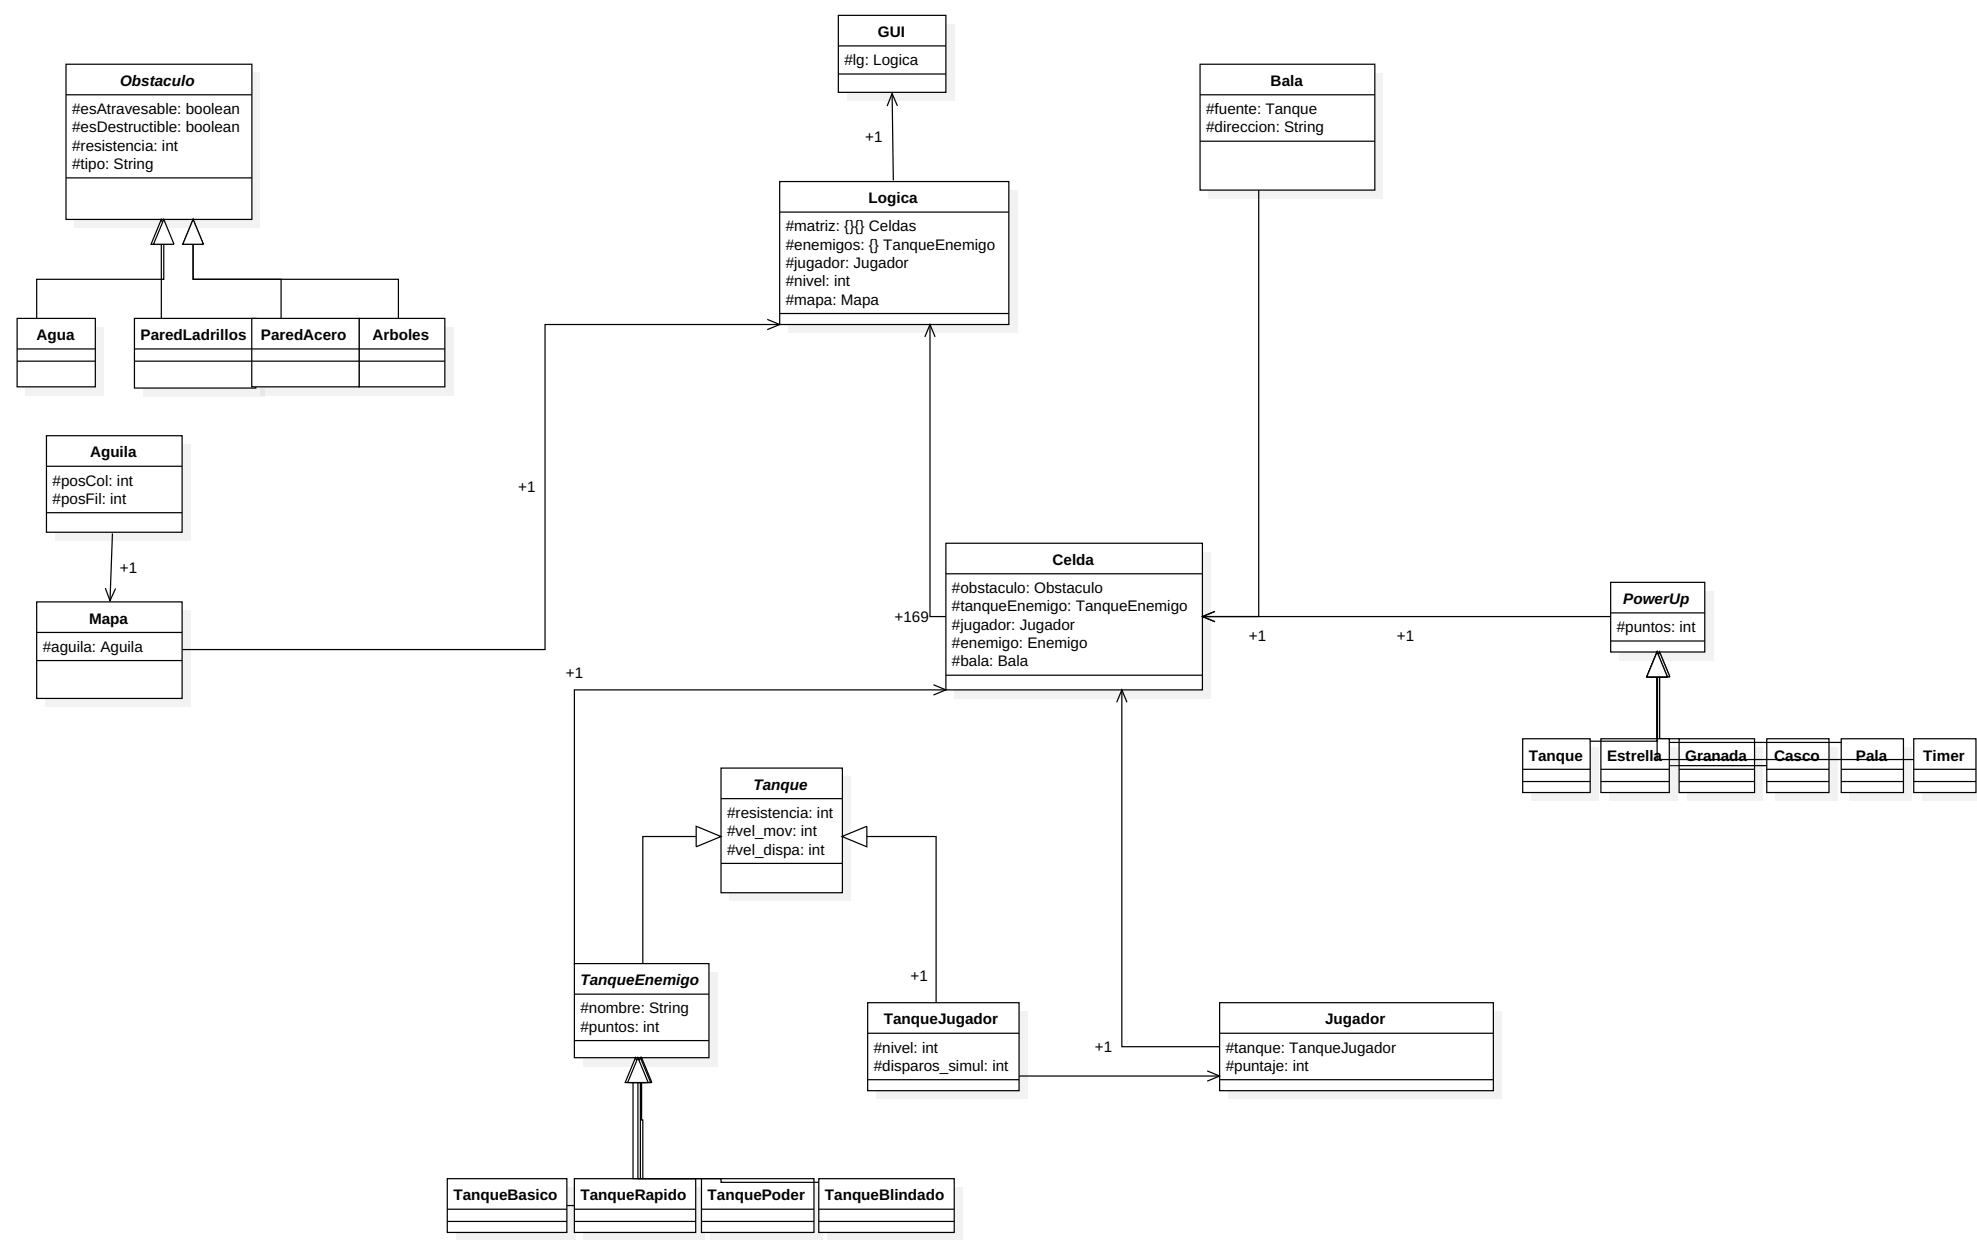 GUI
#lg: Logica
Obstaculo
#esAtravesable: boolean
#esDestructible: boolean
#resistencia: int
#tipo: String
Bala
#fuente: Tanque
#direccion: String
+1
Logica
#matriz: {}{} Celdas
#enemigos: {} TanqueEnemigo
#jugador: Jugador
#nivel: int
#mapa: Mapa
Agua
ParedLadrillos
ParedAcero
Arboles
Aguila
#posCol: int
#posFil: int
+1
+1
Mapa
#aguila: Aguila
Celda
#obstaculo: Obstaculo
#tanqueEnemigo: TanqueEnemigo
#jugador: Jugador
#enemigo: Enemigo
#bala: Bala
+169
+1
+1
PowerUp
#puntos: int
+1
Tanque
Estrella
Granada
Casco
Pala
Timer
Tanque
#resistencia: int
#vel_mov: int
#vel_dispa: int
TanqueEnemigo
#nombre: String
#puntos: int
+1
TanqueJugador
#nivel: int
#disparos_simul: int
+1
Jugador
#tanque: TanqueJugador
#puntaje: int
TanqueBasico
TanqueRapido
TanquePoder
TanqueBlindado